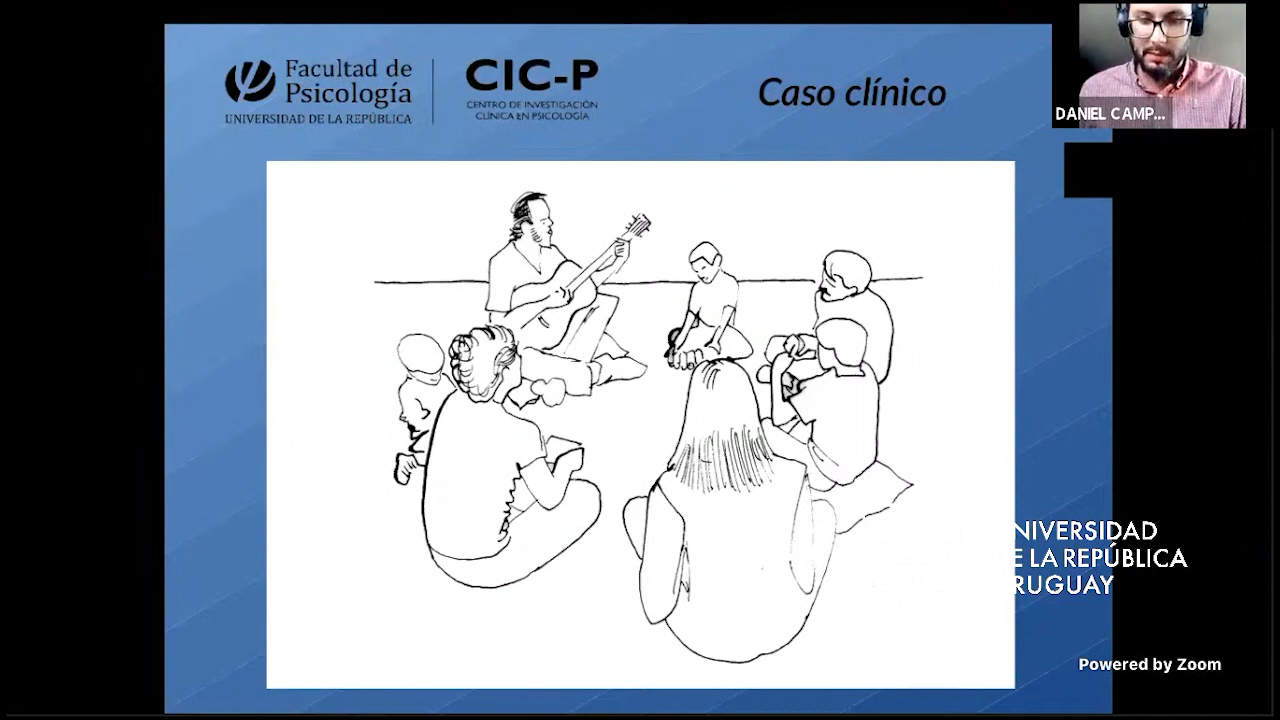 Facultad de
Psicología
UNIVERSIDAD DE LA REPÚBLICA
CIC-P
CENTRO DE INVESTIGACIÓN
CLÍNICA EN PSICOLOGÍA
Caso clínico
DANIEL CAMP...
NIVERSIDAD
E LA REPÚBLICA
RUGUAY
Powered by Zoom